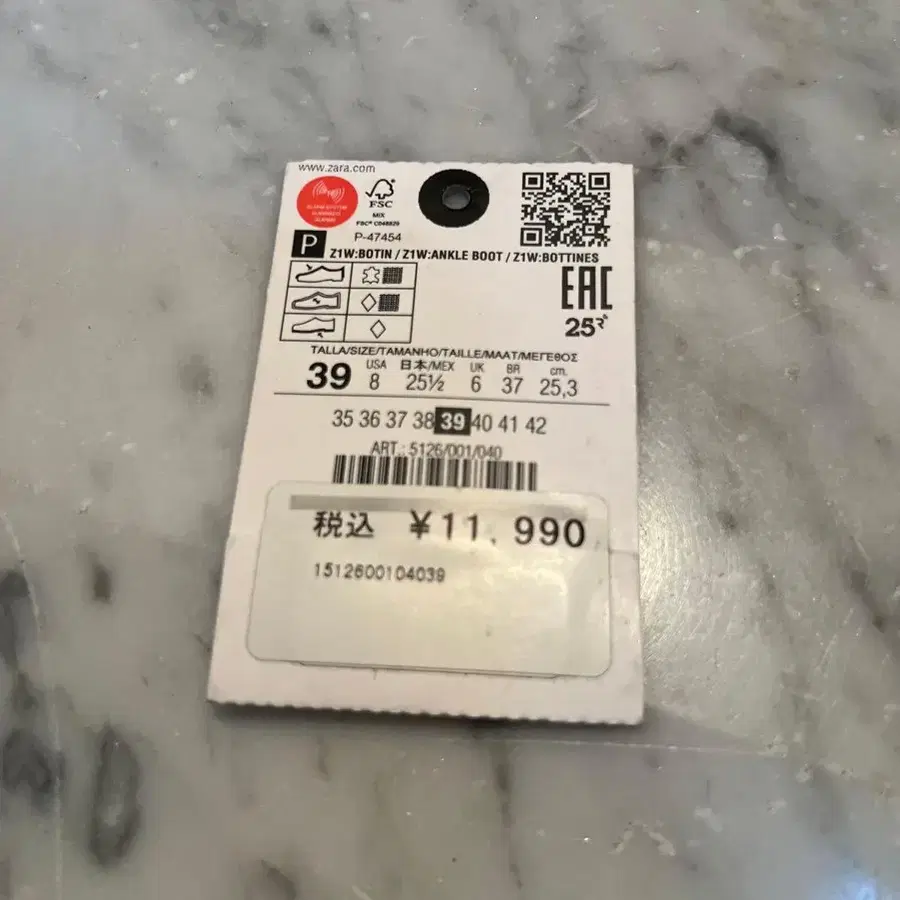 www.zara.com
FSC
MIX
FSC® C048829
P
P-47454
Z1W:BOTIN / Z1W:ANKLE BOOT / Z1W:BOTTINES
EAC
TALLA/SIZE/TAMANHO/TAILLE/MAAT/ΜΕΓΕΘΟΣ
USA 日本/MEX UK BR cm.
39 8 25½ 6 37 25,3
35 36 37 38 39 40 41 42
ART.: 5126/001/040
税込 ¥11,990
1512600104039